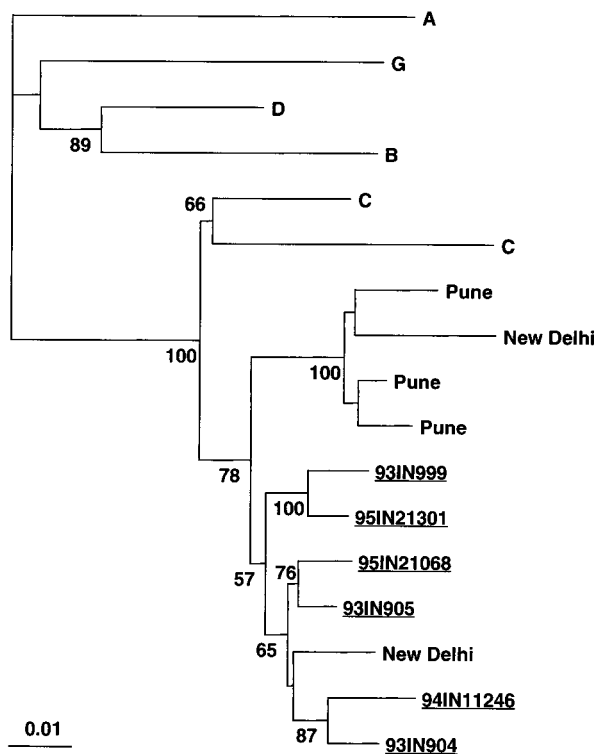 A
G
D
89
B
66
C
C
Pune
New Delhi
100
100
Pune
Pune
78
93IN999
100
95IN21301
76
95IN21068
57
93IN905
65
New Delhi
94IN11246
0.01
87
93IN904